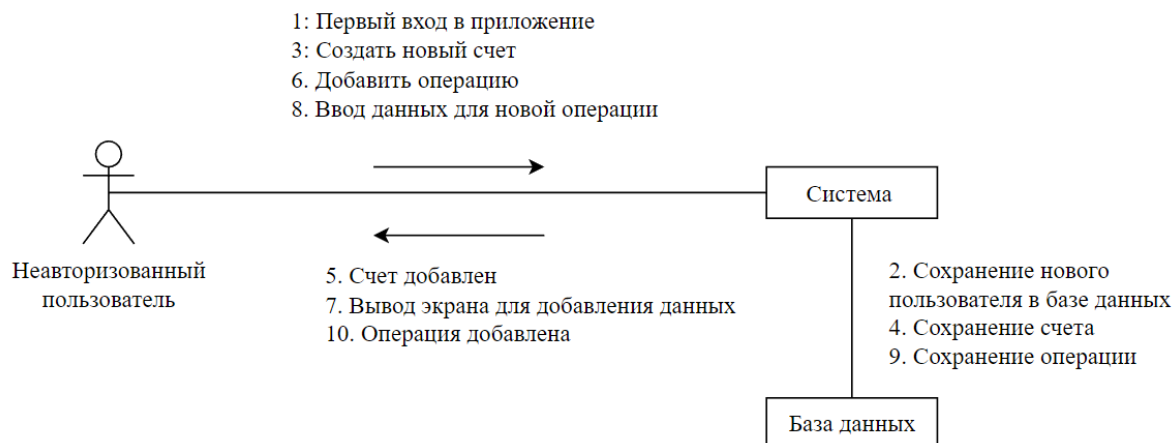 1: Первый вход в приложение
3: Создать новый счет
6. Добавить операцию
8. Ввод данных для новой операции
Система
Неавторизованный
пользователь
5. Счет добавлен
7. Вывод экрана для добавления данных
10. Операция добавлена
2. Сохранение нового
пользователя в базе данных
4. Сохранение счета
9. Сохранение операции
База данных